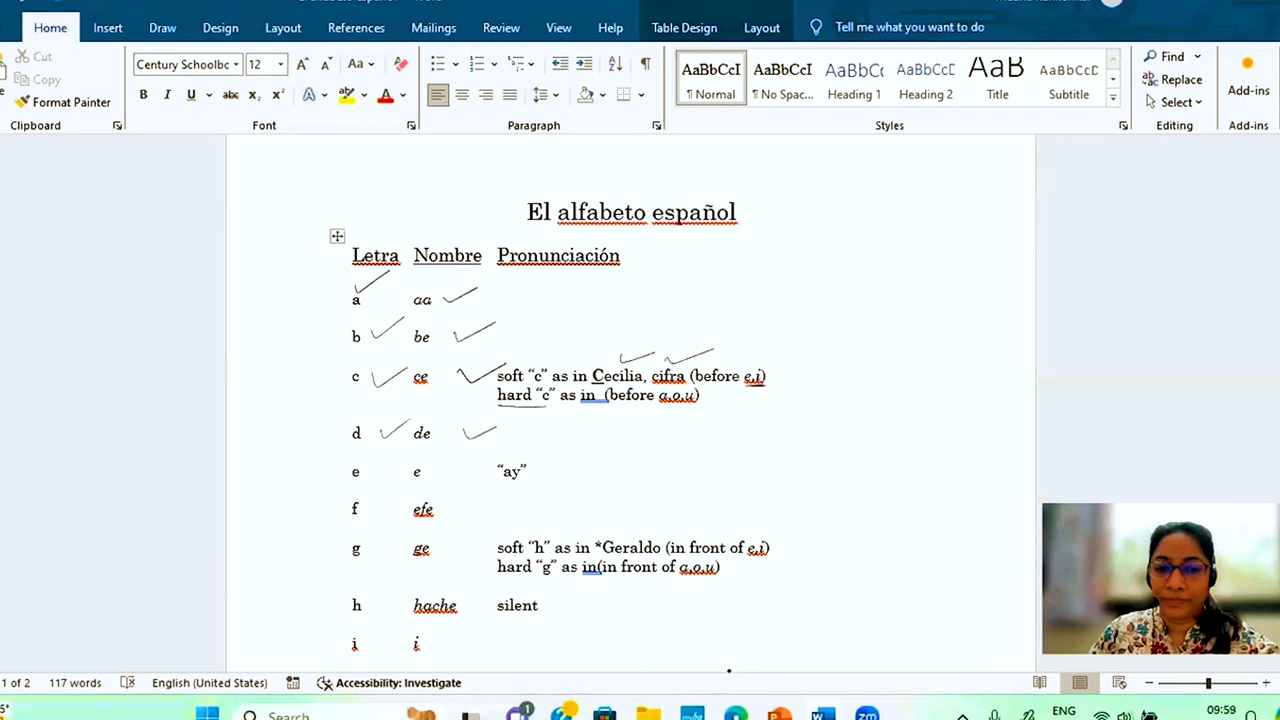 Home Insert Draw Design Layout References Mailings Review View Help Table Design Layout Tell me what you want to do
Cut
Copy
Format Painter
Clipboard
Century Schoolbc 12
Font
Paragraph
AaBbCcI AaBbCcI AaBbCc AaBbCcD AaB AaBbCcD
¶ Normal ¶ No Spac... Heading 1 Heading 2 Title Subtitle
Styles
Find
Replace
Select
Editing
Add-ins
Add-ins
El alfabeto español
Letra Nombre Pronunciación
a aa
b be
c ce soft “c” as in Cecilia, cifra (before e,i)
hard “c” as in (before a,o,u)
d de
e e “ay”
f efe
g ge soft “h” as in *Geraldo (in front of e,i)
hard “g” as in(in front of a,o,u)
h hache silent
i i
1 of 2 117 words English (United States) Accessibility: Investigate
Search
ENG
09:59